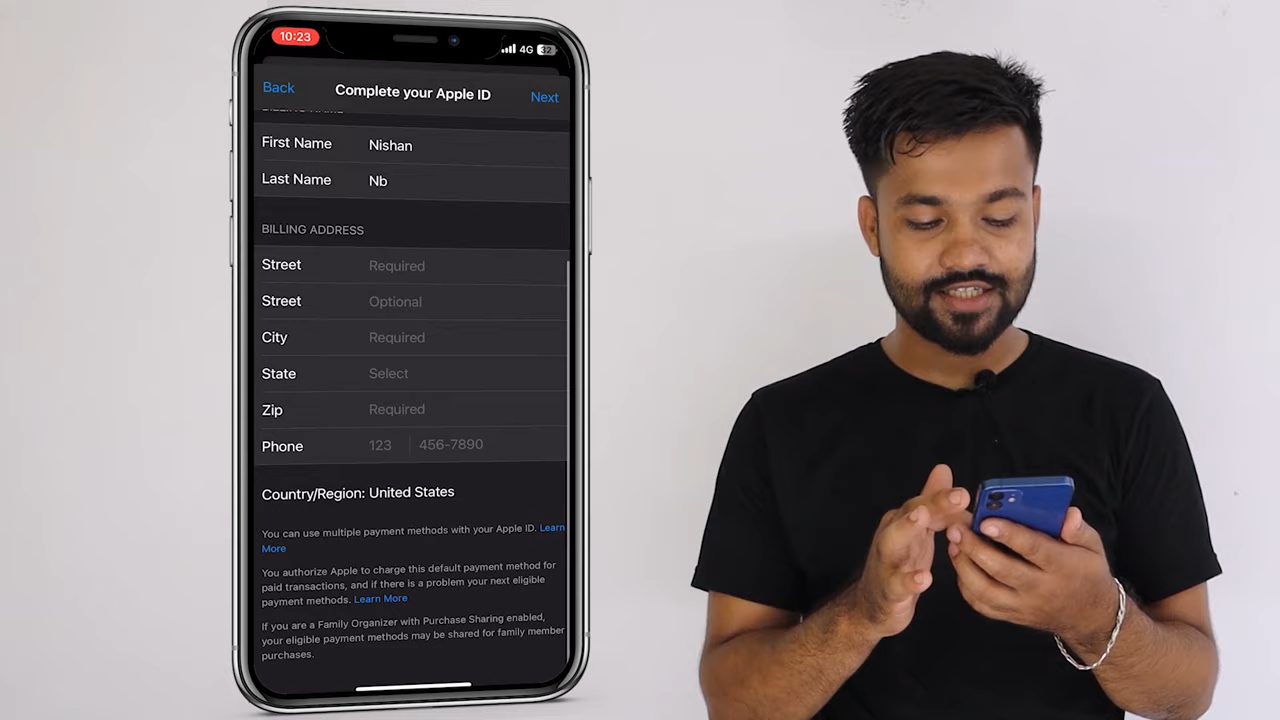 10:23
4G 32
Back Complete your Apple ID Next
First Name Nishan
Last Name Nb
BILLING ADDRESS
Street Required
Street Optional
City Required
State Select
Zip Required
Phone 123 456-7890
Country/Region: United States
You can use multiple payment methods with your Apple ID. Learn
More
You authorize Apple to charge this default payment method for
paid transactions, and if there is a problem your next eligible
payment methods. Learn More
If you are a Family Organizer with Purchase Sharing enabled,
your eligible payment methods may be shared for family member
purchases.